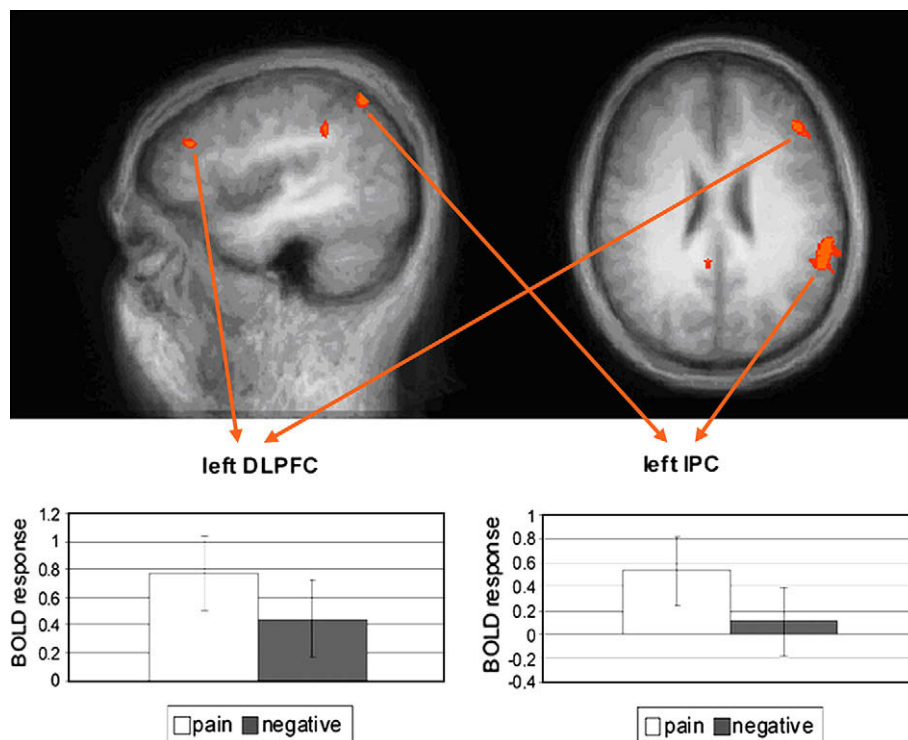 left DLPFC
left IPC
BOLD response
1.2
1
0.8
0.6
0.4
0.2
0
pain negative
BOLD response
1
0.8
0.6
0.4
0.2
0
-0.2
-0.4
pain negative